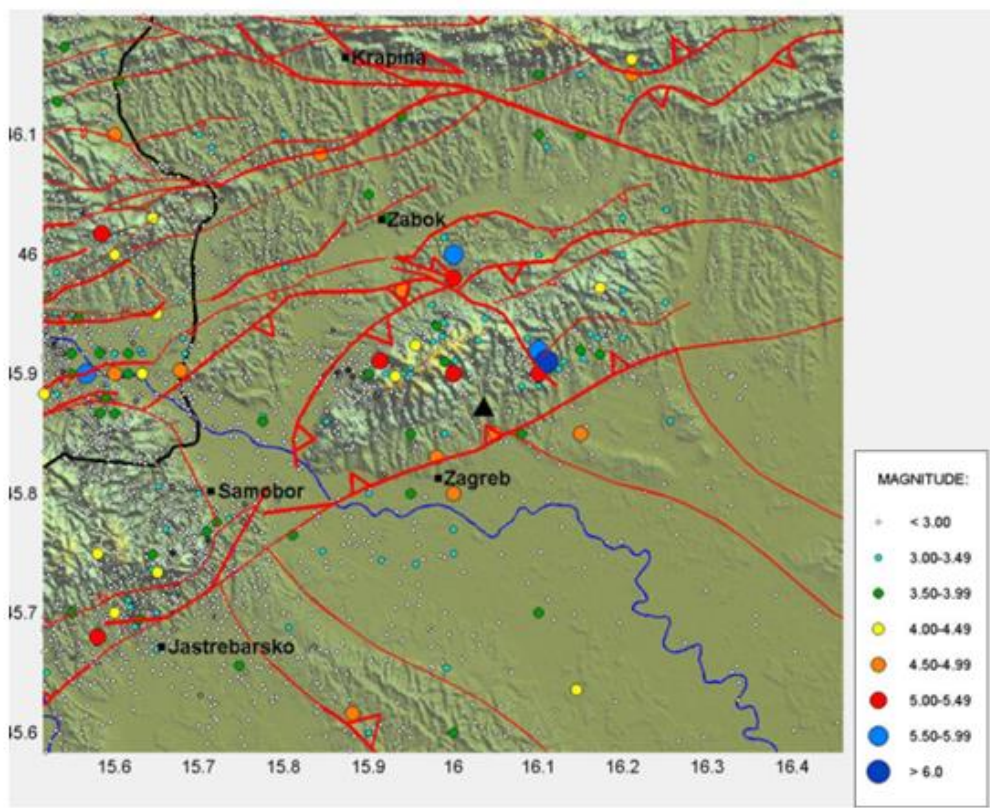 Krapina
46.1
Zabok
46
45.9
Samobor
Zagreb
45.8
45.7
Jastrebarsko
45.6
15.6 15.7 15.8 15.9 16 16.1 16.2 16.3 16.4
MAGNITUDE:
< 3.00
3.00-3.49
3.50-3.99
4.00-4.49
4.50-4.99
5.00-5.49
5.50-5.99
> 6.0